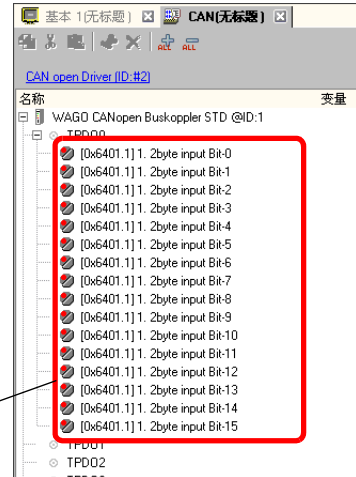 基本 1(无标题)
CAN(无标题)
ALL ALL
CAN open Driver (ID:#2)
名称 变量
WAGO CANopen Buskoppler STD @ID:1
TPDO0
[0x6401.1] 1. 2byte input Bit-0
[0x6401.1] 1. 2byte input Bit-1
[0x6401.1] 1. 2byte input Bit-2
[0x6401.1] 1. 2byte input Bit-3
[0x6401.1] 1. 2byte input Bit-4
[0x6401.1] 1. 2byte input Bit-5
[0x6401.1] 1. 2byte input Bit-6
[0x6401.1] 1. 2byte input Bit-7
[0x6401.1] 1. 2byte input Bit-8
[0x6401.1] 1. 2byte input Bit-9
[0x6401.1] 1. 2byte input Bit-10
[0x6401.1] 1. 2byte input Bit-11
[0x6401.1] 1. 2byte input Bit-12
[0x6401.1] 1. 2byte input Bit-13
[0x6401.1] 1. 2byte input Bit-14
[0x6401.1] 1. 2byte input Bit-15
TPDO1
TPDO2